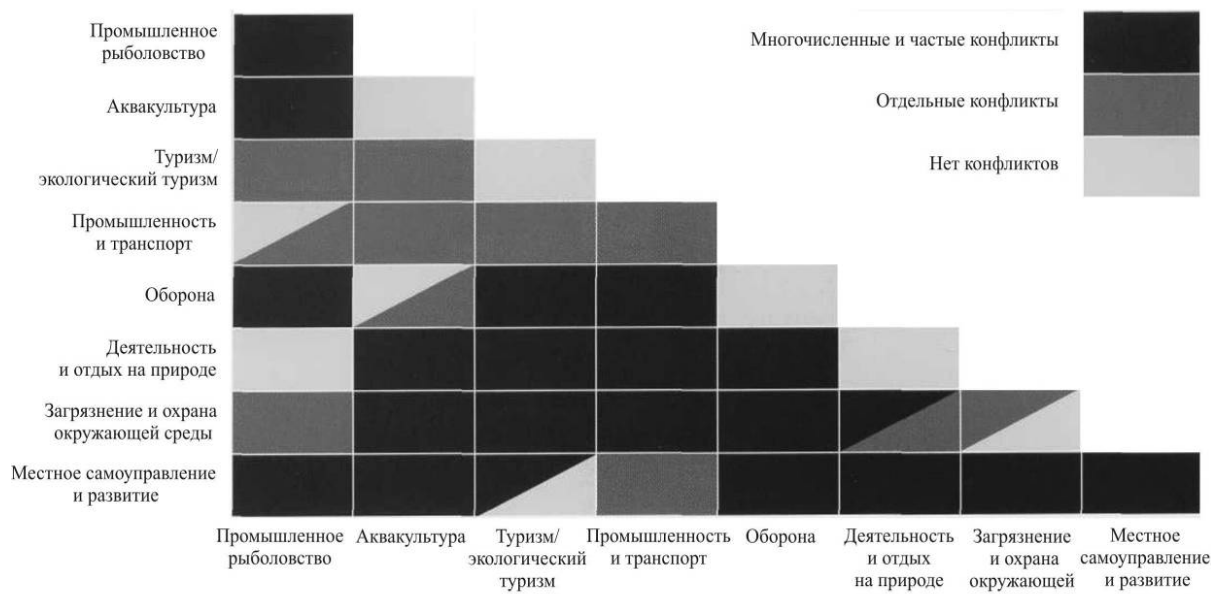 Промышленное
рыболовство
Аквакультура
Туризм/
экологический туризм
Промышленность
и транспорт
Оборона
Деятельность
и отдых на природе
Загрязнение и охрана
окружающей среды
Местное самоуправление
и развитие
Многочисленные и частые конфликты
Отдельные конфликты
Нет конфликтов
Промышленное
рыболовство
Аквакультура
Туризм/
экологический
туризм
Промышленность
и транспорт
Оборона
Деятельность
и отдых
на природе
Загрязнение
и охрана
окружающей
Местное
самоуправление
и развитие